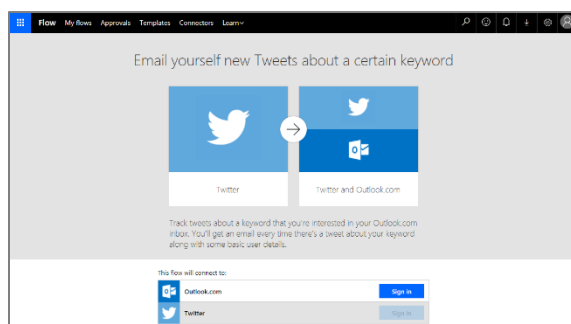 Flow My flows Approvals Templates Connectors Learn
Email yourself new Tweets about a certain keyword
Twitter
Twitter and Outlook.com
Track tweets about a keyword that you're interested in your Outlook.com
Inbox. You'll get an email every time there's a tweet about your keyword
along with some basic user details.
This flow will connect to:
Outlook.com Sign in
Twitter Sign in